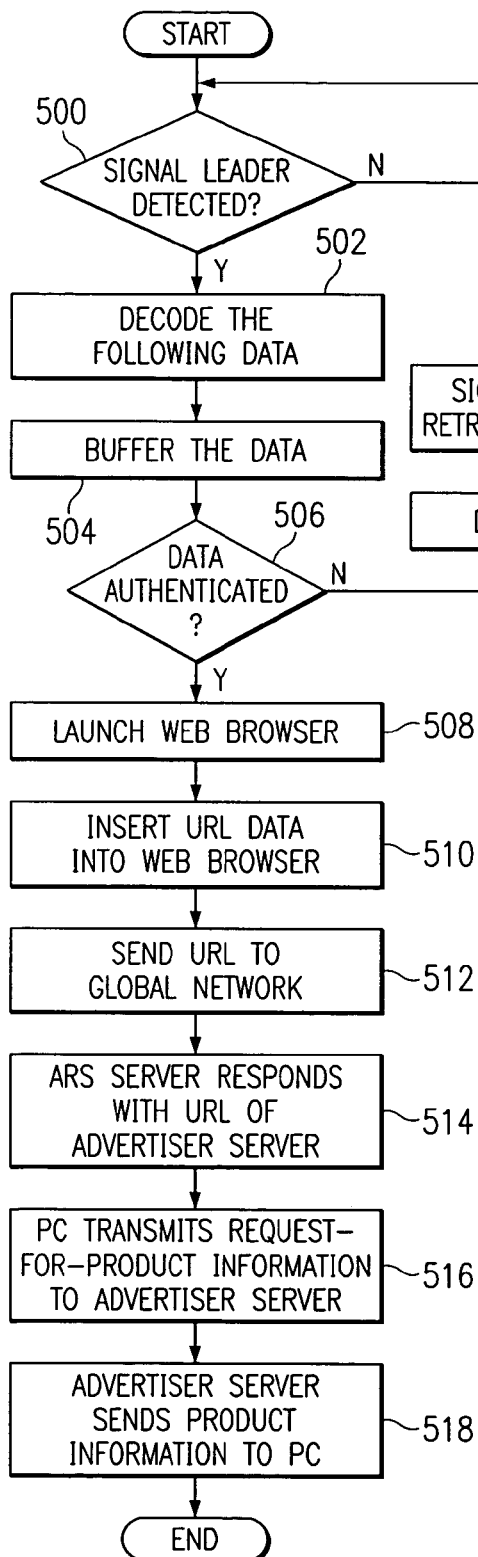 START
500
SIGNAL LEADER
DETECTED?
N
Y
502
DECODE THE
FOLLOWING DATA
BUFFER THE DATA
504
506
DATA
AUTHENTICATED
?
N
Y
LAUNCH WEB BROWSER
508
INSERT URL DATA
INTO WEB BROWSER
510
SEND URL TO
GLOBAL NETWORK
512
ARS SERVER RESPONDS
WITH URL OF
ADVERTISER SERVER
514
PC TRANSMITS REQUEST-
FOR-PRODUCT INFORMATION
TO ADVERTISER SERVER
516
ADVERTISER SERVER
SENDS PRODUCT
INFORMATION TO PC
518
END